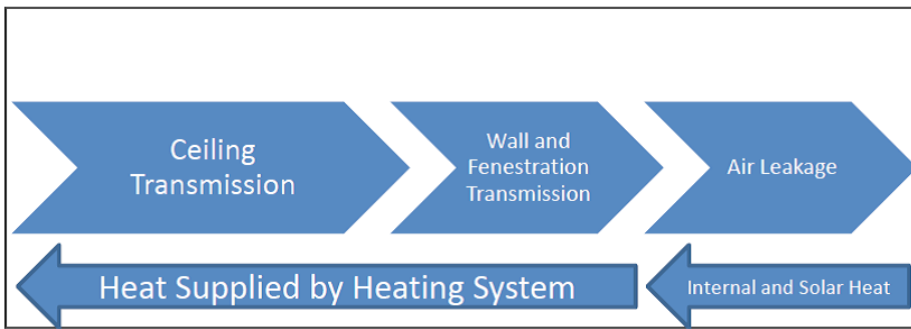 Ceiling
Transmission
Wall and
Fenestration
Transmission
Air Leakage
Heat Supplied by Heating System
Internal and Solar Heat